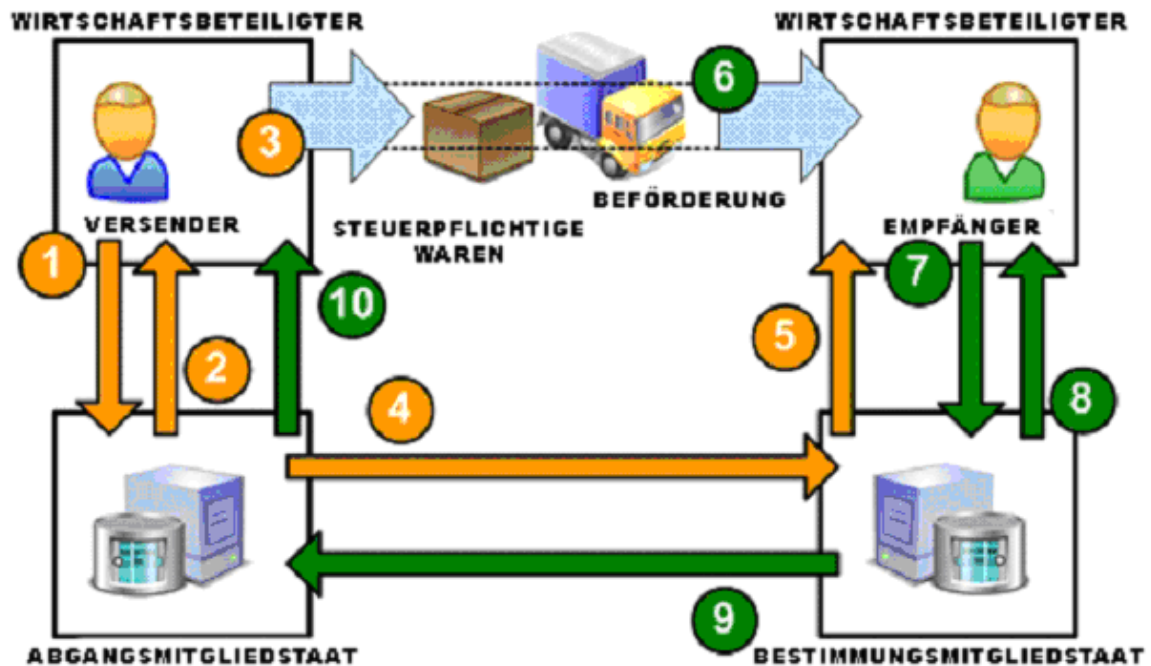 WIRTSCHAFTSBETEILIGTER
WIRTSCHAFTSBETEILIGTER
6
3
BEFÖRDERUNG
VERSENDER
STEUERPFLICHTIGE
WAREN
EMPFÄNGER
1
7
10
5
2
4
8
9
ABGANGSMITGLIEDSTAAT
BESTIMMUNGSMITGLIEDSTAAT